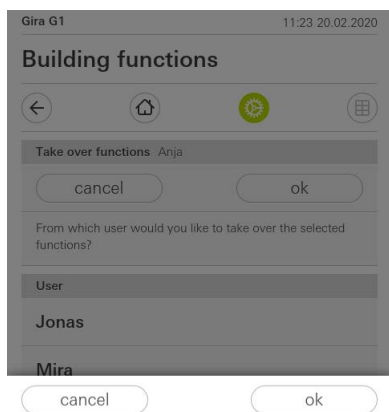 Gira G1 11:23 20.02.2020
Building functions
Take over functions Anja
cancel ok
From which user would you like to take over the selected
functions?
User
Jonas
Mira
cancel ok